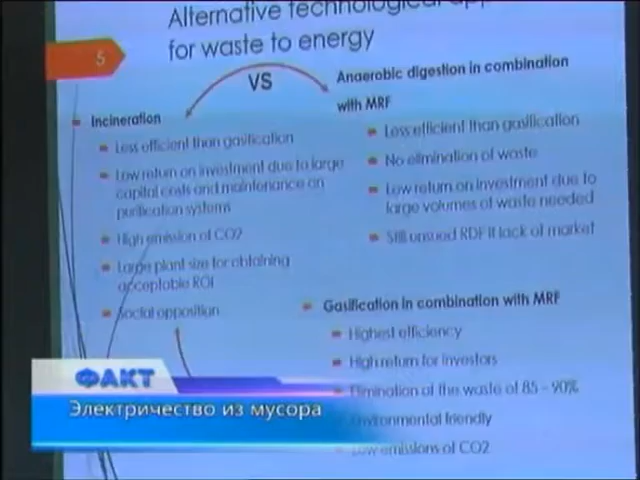 Alternative technological
for waste to energy
5
VS
Incineration
Less efficient than gasification
Low return on investment due to large
capital costs and maintenance on
purification systems
High emission of CO2
Large plant size for obtaining
acceptable ROI
Social opposition
Anaerobic digestion in combination
with MRF
Less efficient than gasification
No elimination of waste
Low return on investment due to
large volumes of waste needed
Still unsued RDF if lack of market
Gasification in combination with MRF
Highest efficiency
High return for investors
Elimination of the waste of 85 – 90%
Environmental friendly
Low emissions of CO2
ФАКТ
Электричество из мусора